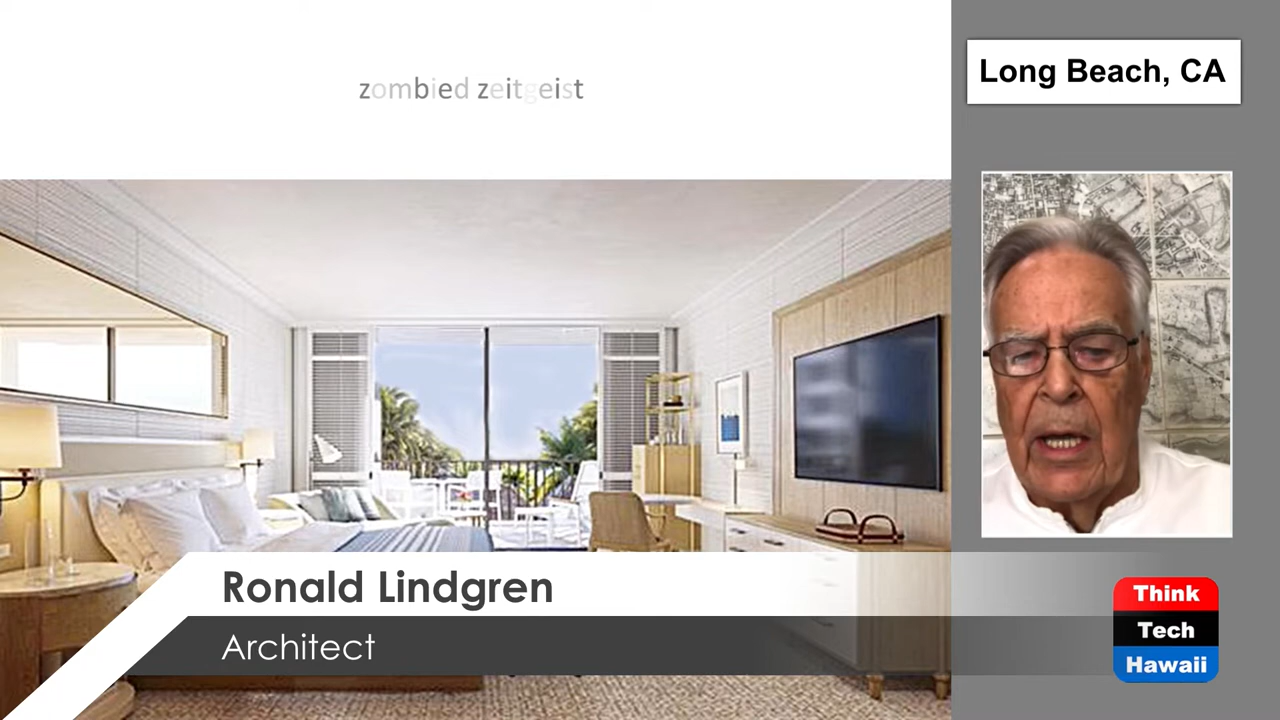 zombied zeitgeist
Long Beach, CA
Ronald Lindgren
Architect
Think
Tech
Hawaii